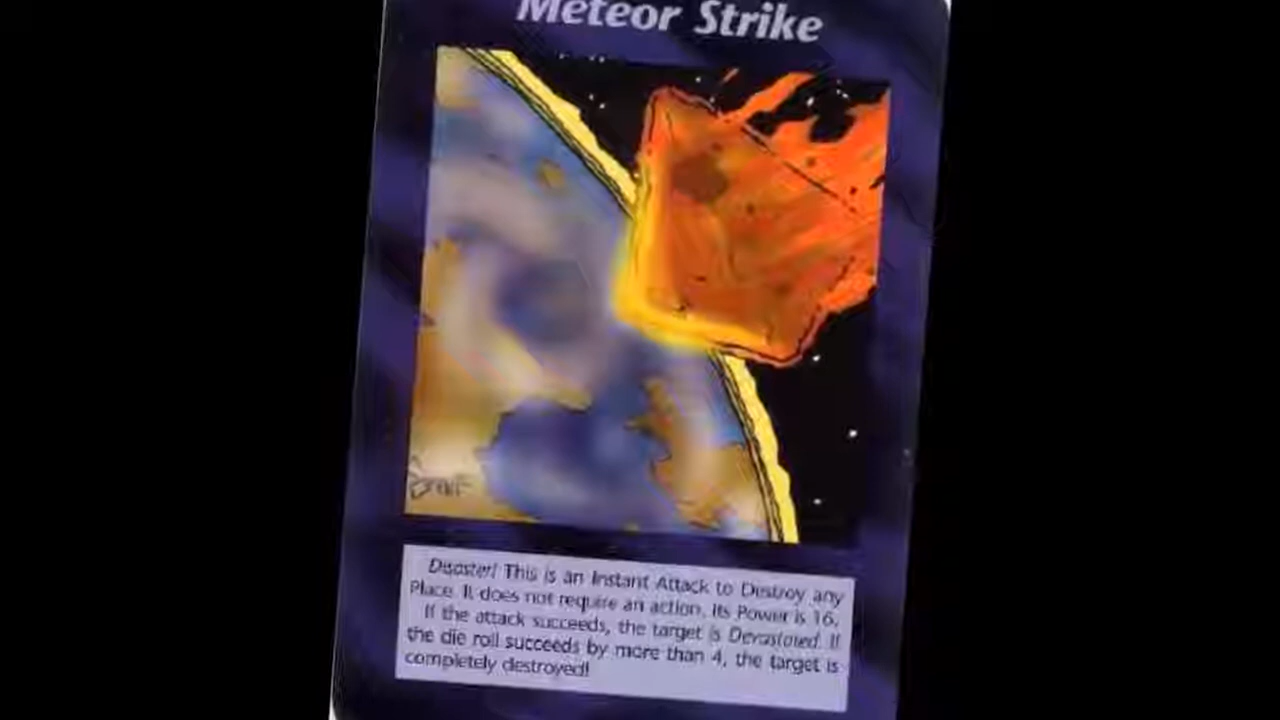 Meteor Strike
Disaster! This is an Instant Attack to Destroy any
Place. It does not require an action. Its Power is 16.
If the attack succeeds, the target is Devastated. If
the die roll succeeds by more than 4, the target is
completely destroyed!